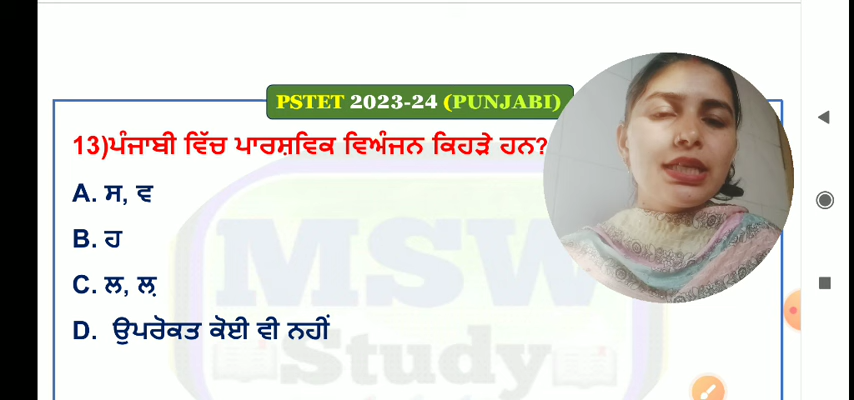 PSTET 2023-24 (PUNJABI)
13)ਪੰਜਾਬੀ ਵਿੱਚ ਪਾਰਸ਼ਵਿਕ ਵਿਅੰਜਨ ਕਿਹੜੇ ਹਨ?
A. ਸ, ਵ
B. ਹ
C. ਲ, ਲ਼
D. ਉਪਰੋਕਤ ਕੋਈ ਵੀ ਨਹੀਂ
MSW
Study